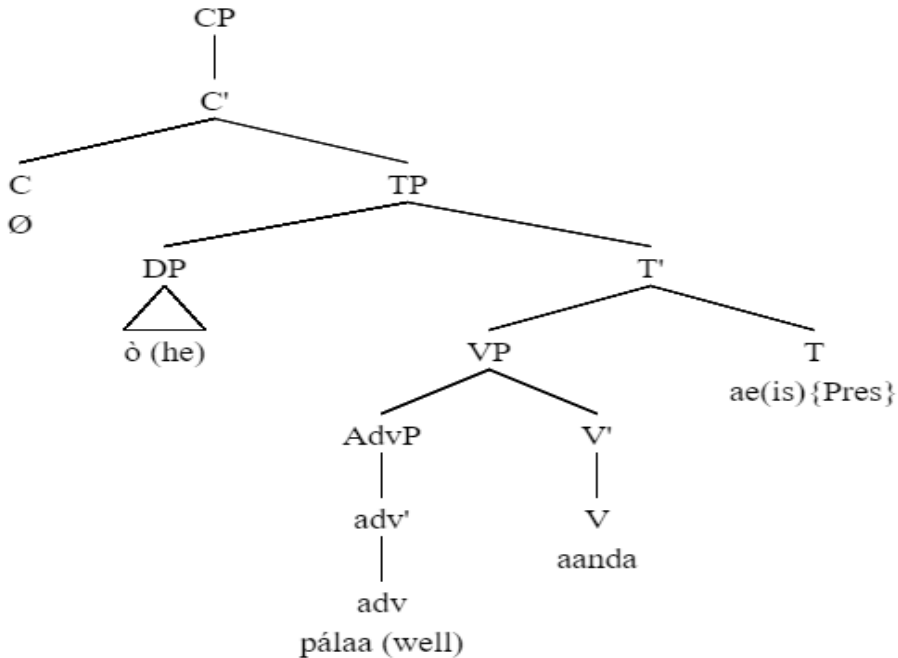 CP
C'
C TP
Ø
DP T'
ò (he) VP T
ae(is){Pres}
AdvP V'
adv' V
aanda
adv
pálaa (well)